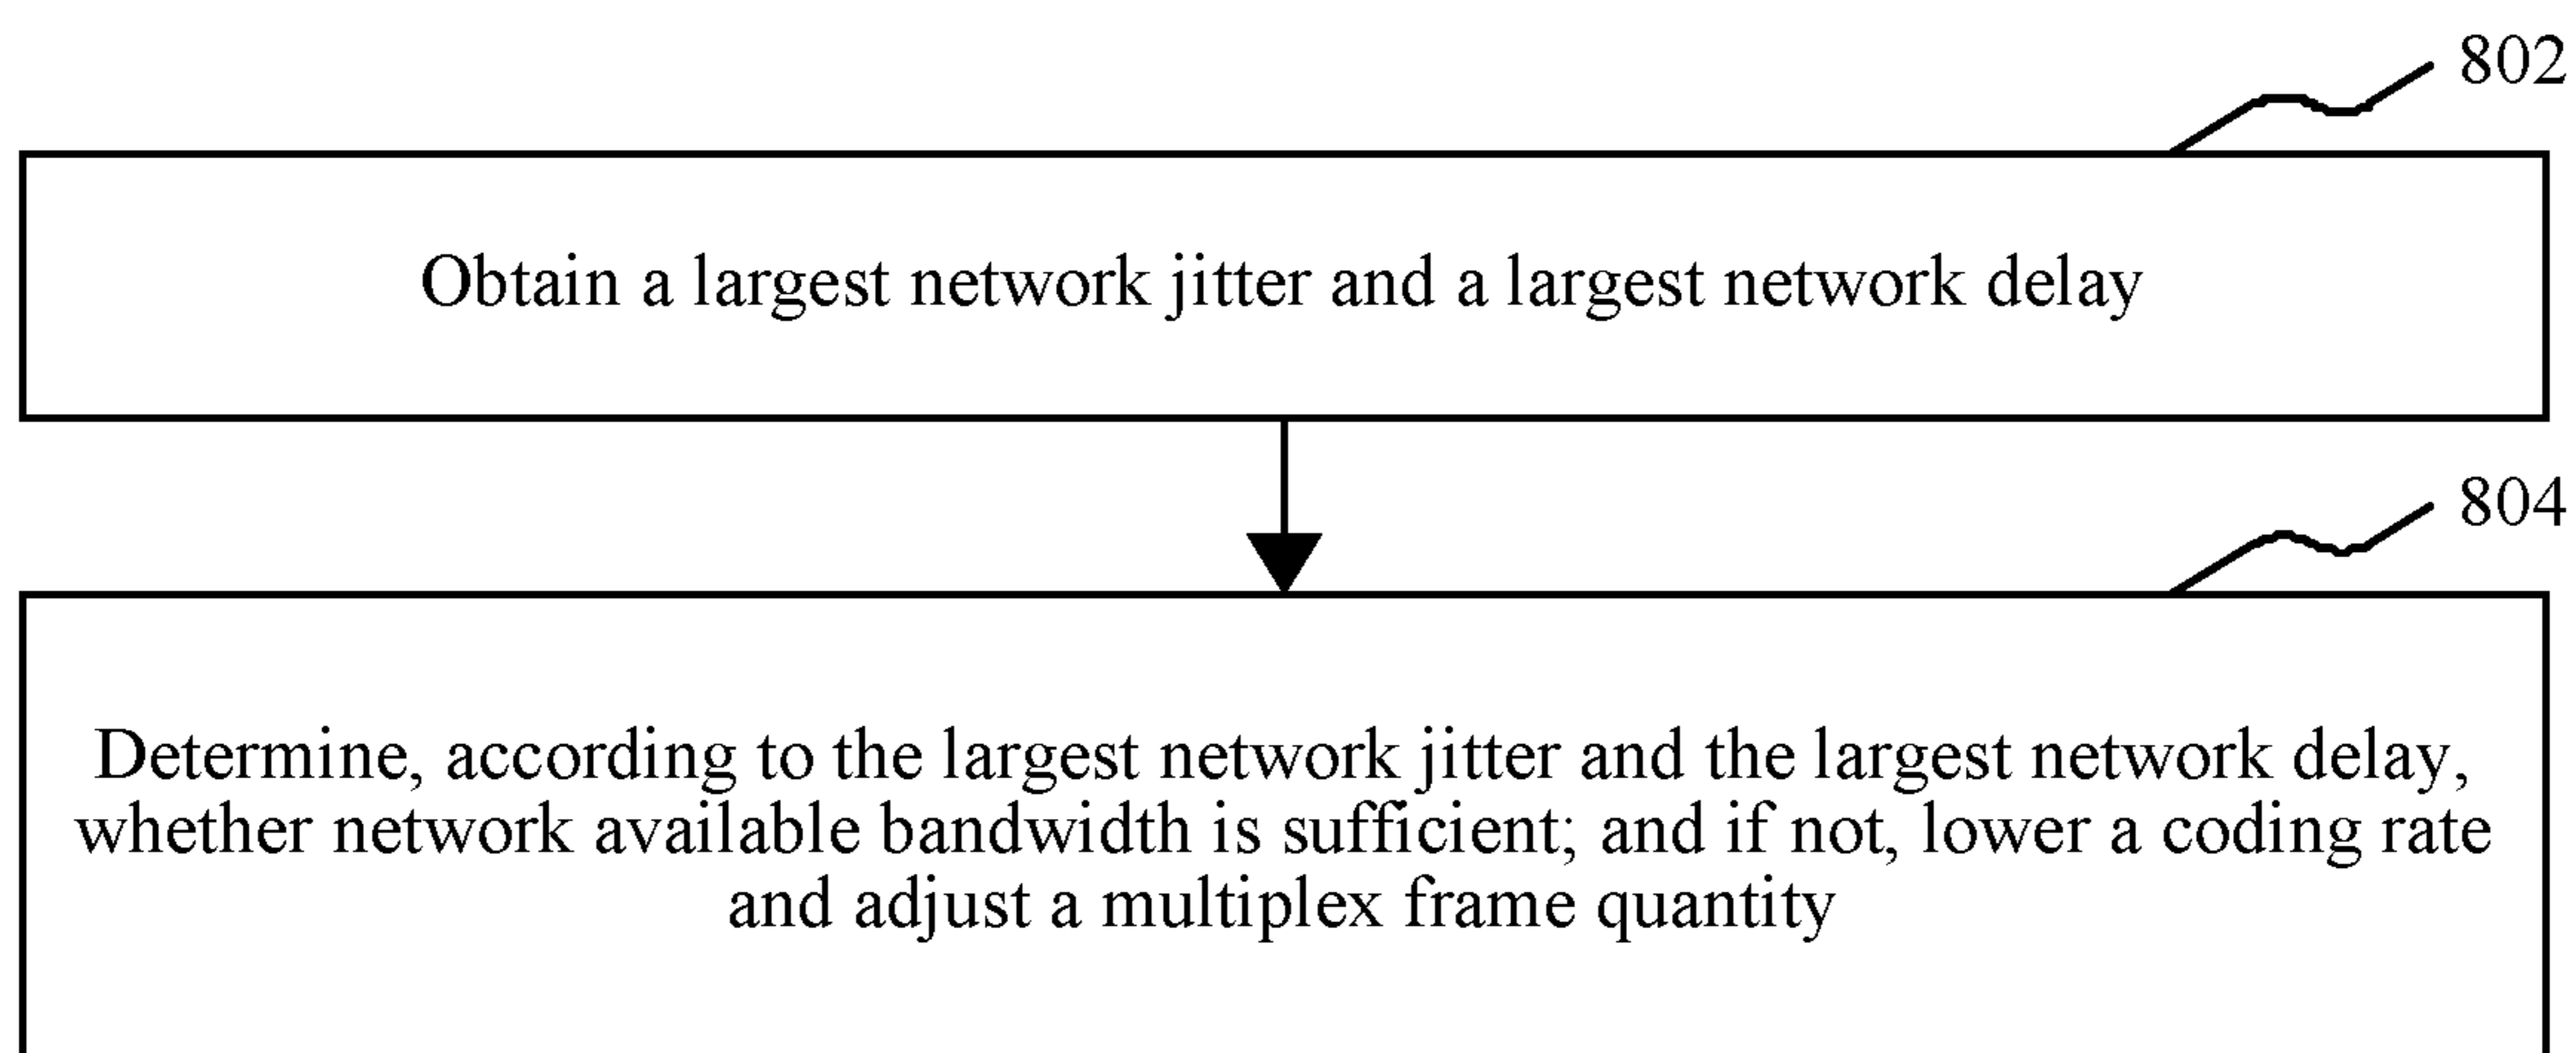 802
Obtain a largest network jitter and a largest network delay
804
Determine, according to the largest network jitter and the largest network delay,
whether network available bandwidth is sufficient; and if not, lower a coding rate
and adjust a multiplex frame quantity